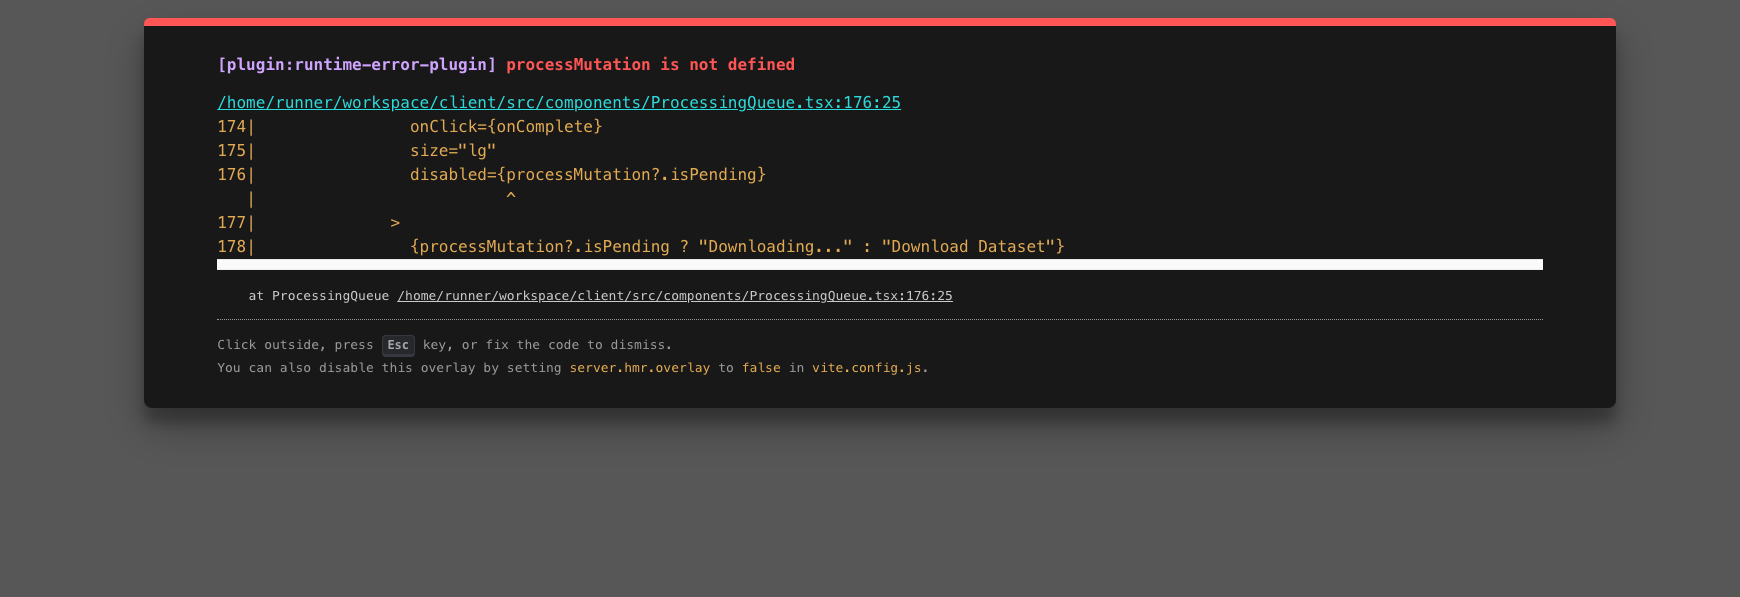 [plugin:runtime-error-plugin] processMutation is not defined
/home/runner/workspace/client/src/components/ProcessingQueue.tsx:176:25
174|                onClick={onComplete}
175|                size="lg"
176|                disabled={processMutation?.isPending}
   |                          ^
177|              >
178|                {processMutation?.isPending ? "Downloading..." : "Download Dataset"}
at ProcessingQueue /home/runner/workspace/client/src/components/ProcessingQueue.tsx:176:25
Click outside, press Esc key, or fix the code to dismiss.
You can also disable this overlay by setting server.hmr.overlay to false in vite.config.js.